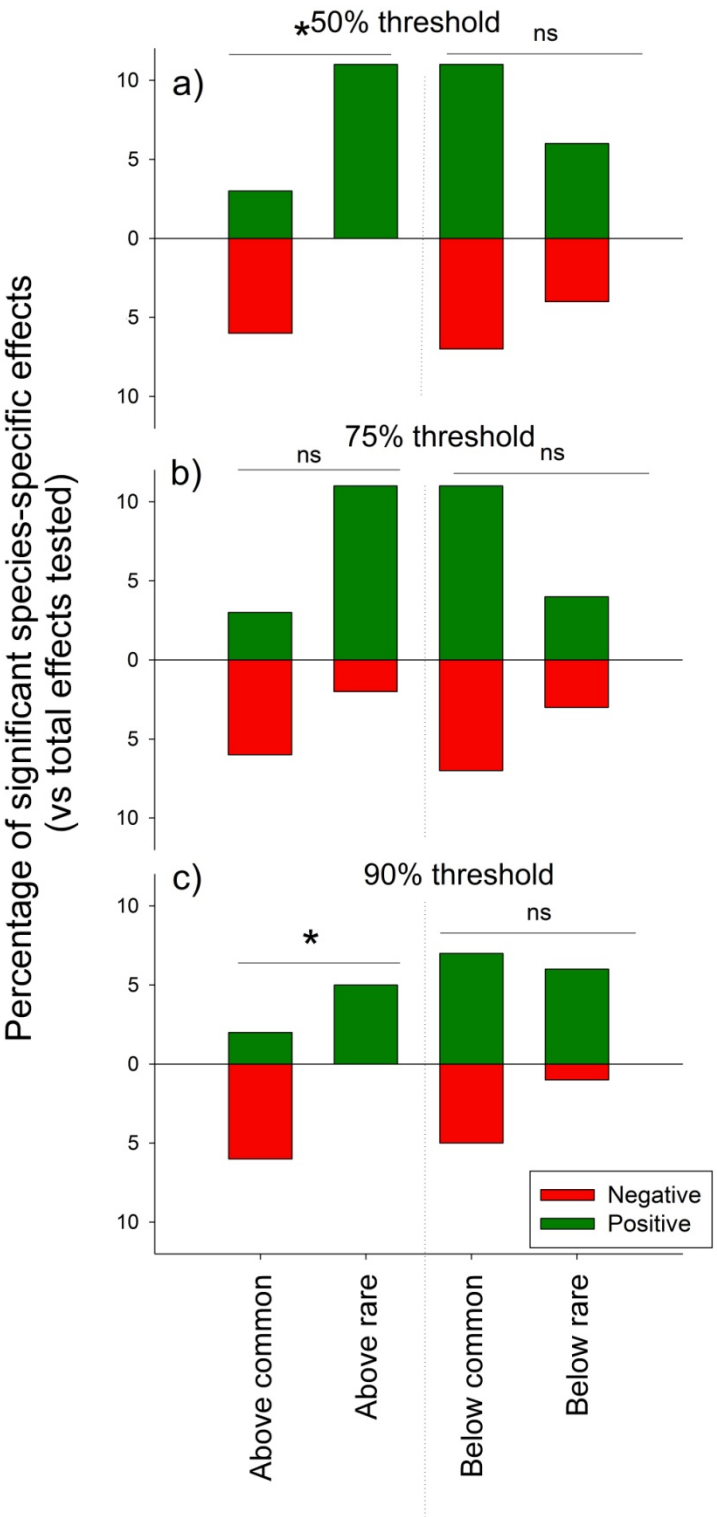 *50% threshold
ns
a)
10
5
0
5
10
75% threshold
ns
ns
b)
10
5
0
5
10
90% threshold
c)
*
ns
10
5
0
5
10
Negative
Positive
Above common
Above rare
Below common
Below rare
Percentage of significant species-specific effects
(vs total effects tested)